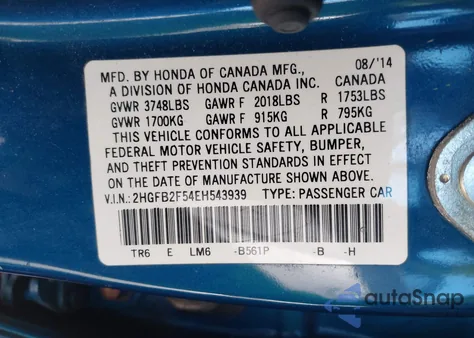 08/'14
MFD. BY HONDA OF CANADA MFG., CANADA
A DIVISION OF HONDA CANADA INC.
GVWR 3748LBS GAWR F 2018LBS R 1753LBS
GVWR 1700KG GAWR F 915KG R 795KG
THIS VEHICLE CONFORMS TO ALL APPLICABLE
FEDERAL MOTOR VEHICLE SAFETY, BUMPER,
AND THEFT PREVENTION STANDARDS IN EFFECT
ON THE DATE OF MANUFACTURE SHOWN ABOVE.
V.I.N.: 2HGFB2F54EH543939 TYPE: PASSENGER CAR
TR6 E LM6 -B561P -B -H
autoSnap